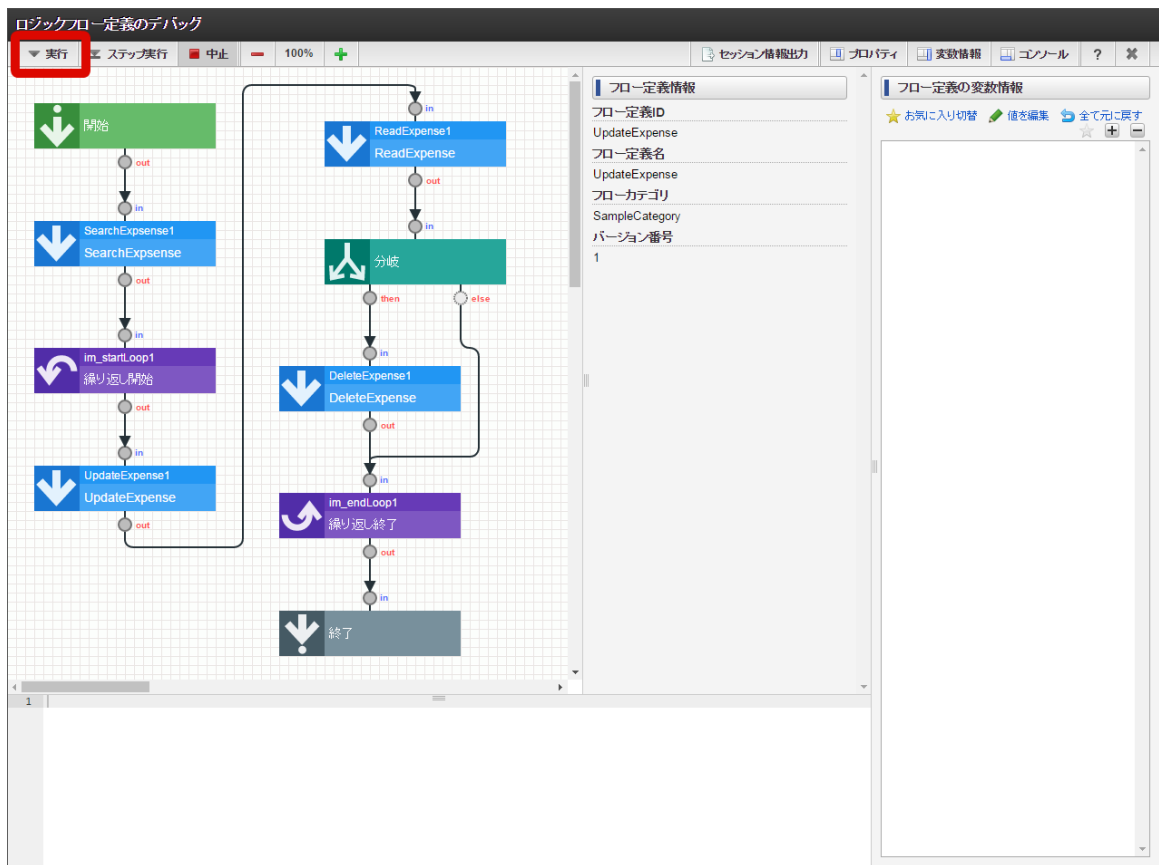 ロジックフロー定義のデバッグ
実行 ステップ実行 中止 100% セッション情報出力 プロパティ 変数情報 コンソール ?
開始
out
in
SearchExpsense1
SearchExpsense
out
in
im_startLoop1
繰り返し開始
out
in
UpdateExpense1
UpdateExpense
out
in
ReadExpense1
ReadExpense
out
in
分岐
then else
in
DeleteExpense1
DeleteExpense
out
in
im_endLoop1
繰り返し終了
out
in
終了
フロー定義情報
フロー定義ID
UpdateExpense
フロー定義名
UpdateExpense
フローカテゴリ
SampleCategory
バージョン番号
1
フロー定義の変数情報
お気に入り切替 値を編集 全て元に戻す
1